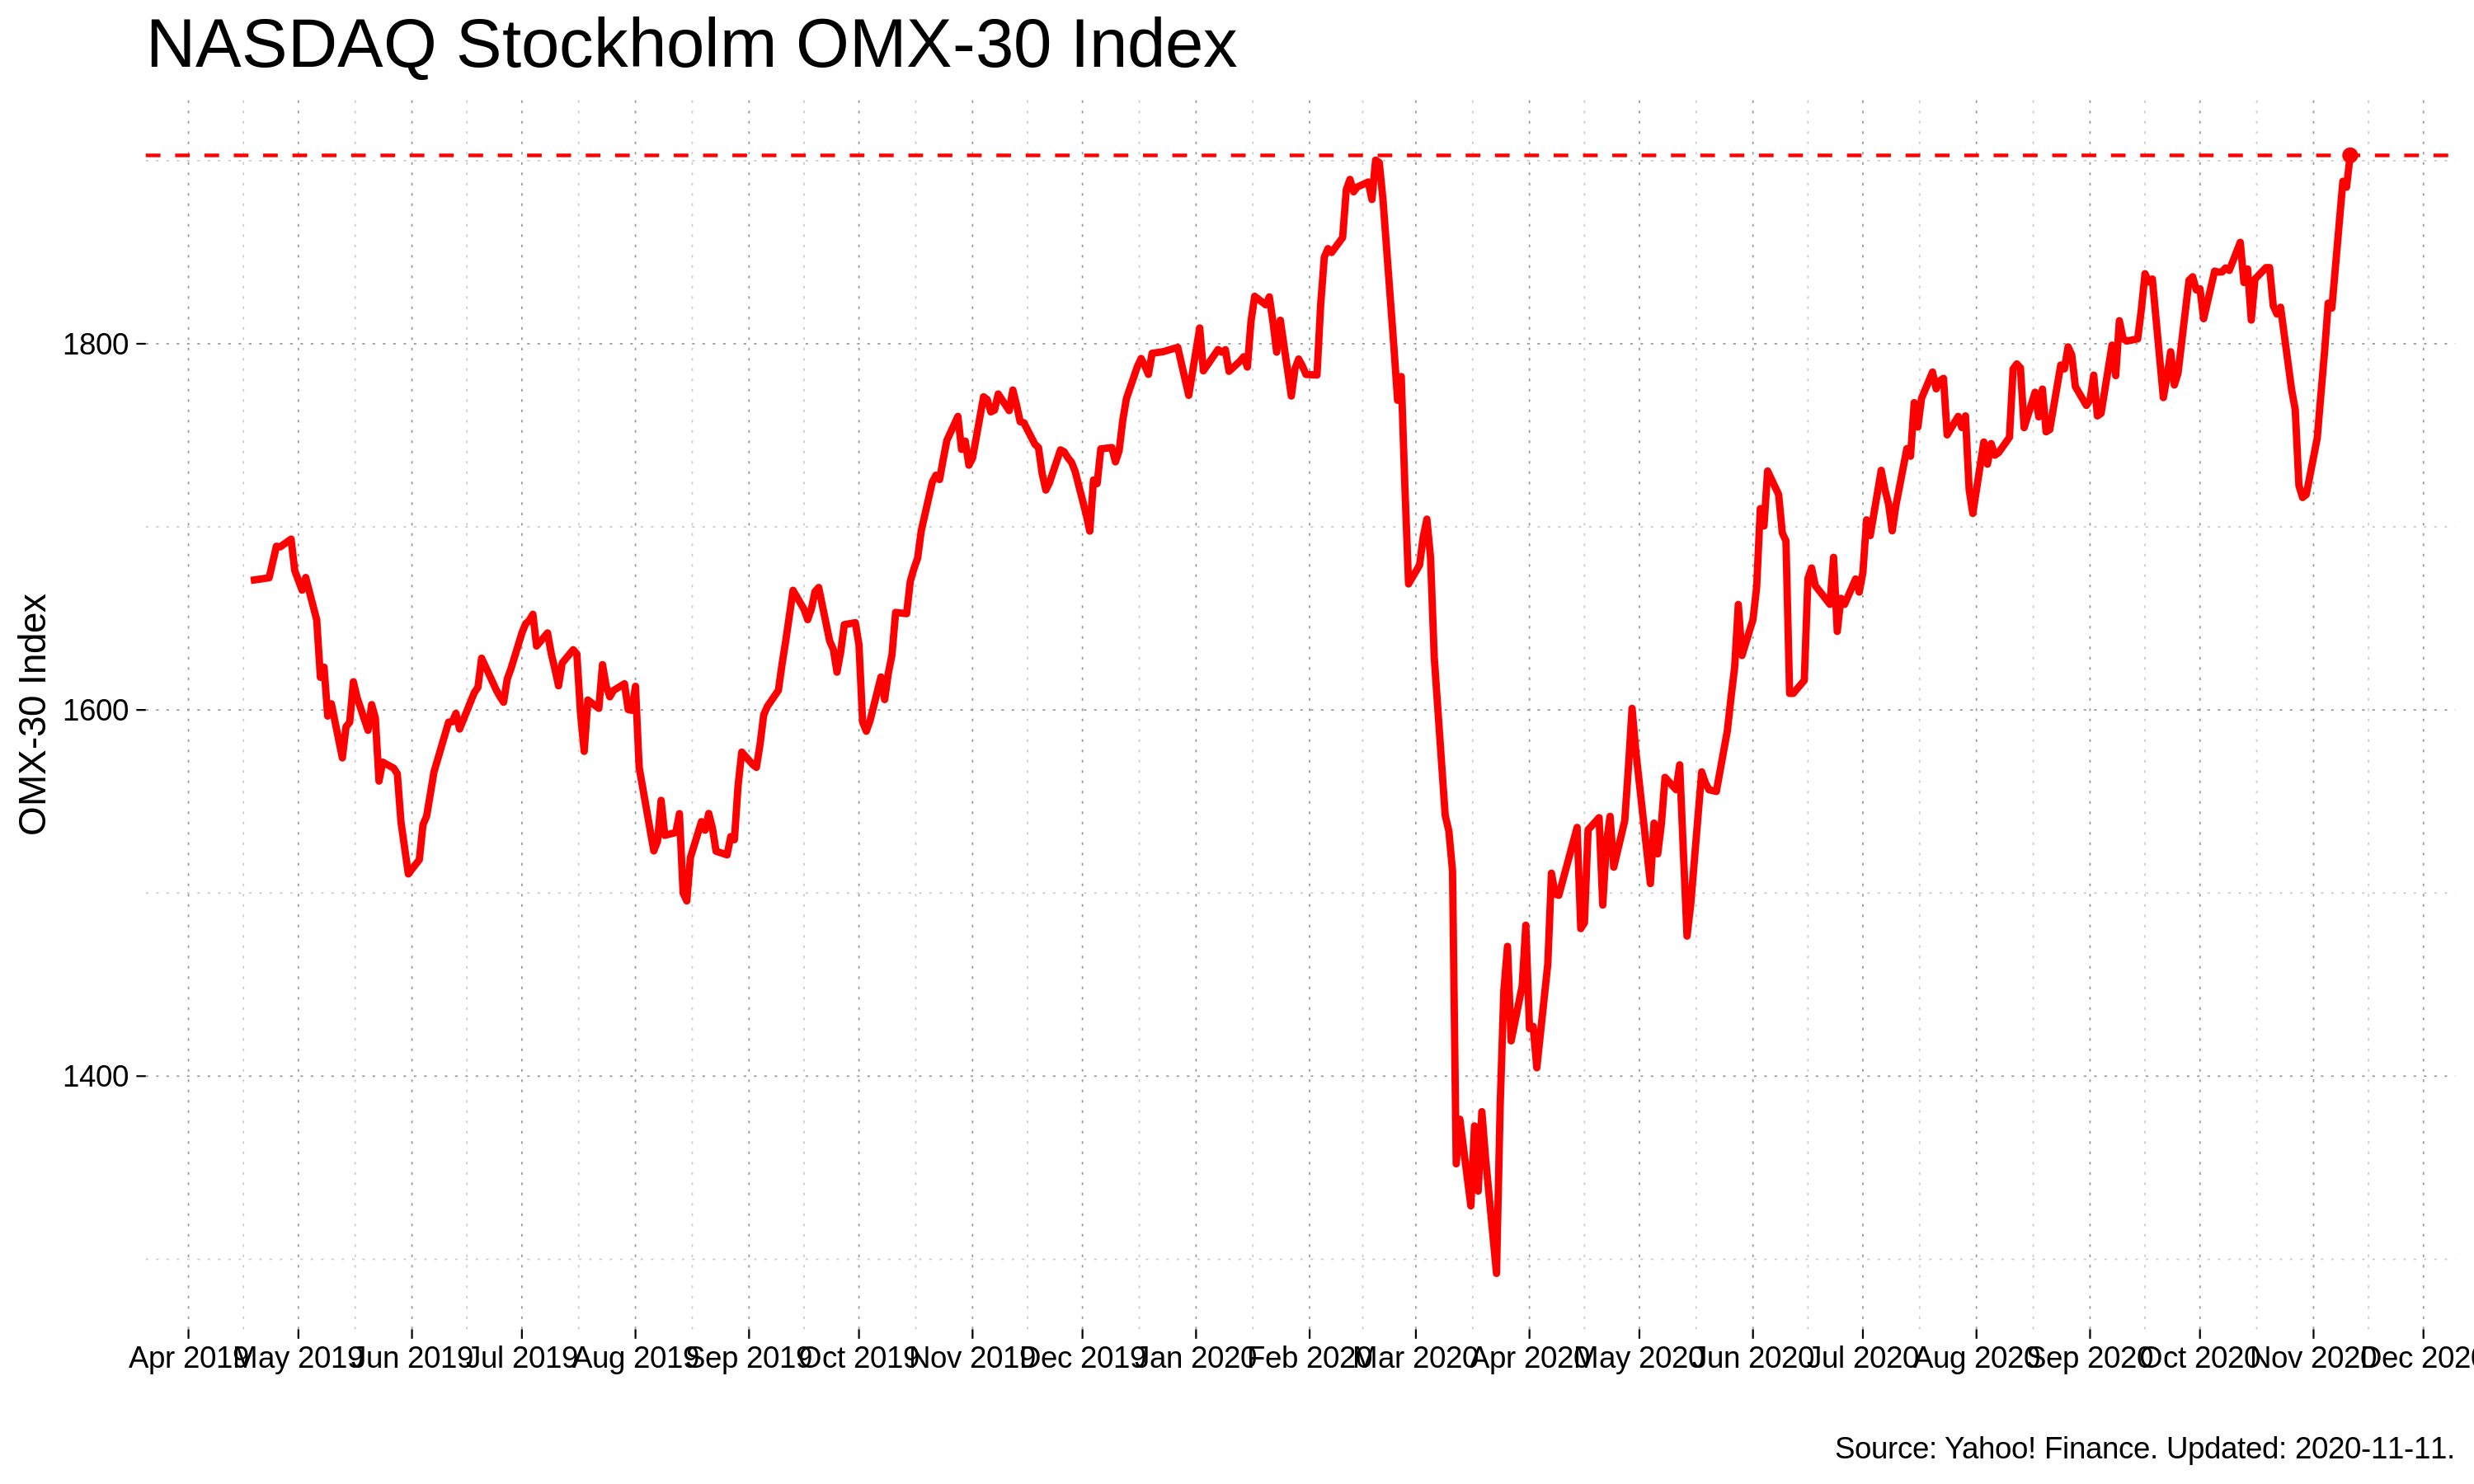 NASDAQ Stockholm OMX-30 Index
OMX-30 Index
1800
1600
1400
Apr 2019 May 2019 Jun 2019 Jul 2019 Aug 2019 Sep 2019 Oct 2019 Nov 2019 Dec 2019 Jan 2020 Feb 2020 Mar 2020 Apr 2020 May 2020 Jun 2020 Jul 2020 Aug 2020 Sep 2020 Oct 2020 Nov 2020 Dec 2020
Source: Yahoo! Finance. Updated: 2020-11-11.